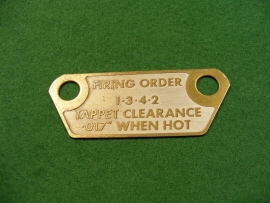 FIRING ORDER
1·3·4·2
TAPPET CLEARANCE
·017" WHEN HOT